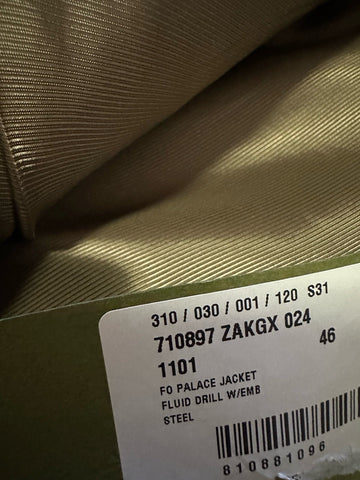 310 / 030 / 001 / 120 S31
710897 ZAKGX 024
1101 46
FO PALACE JACKET
FLUID DRILL W/EMB
STEEL
810881096